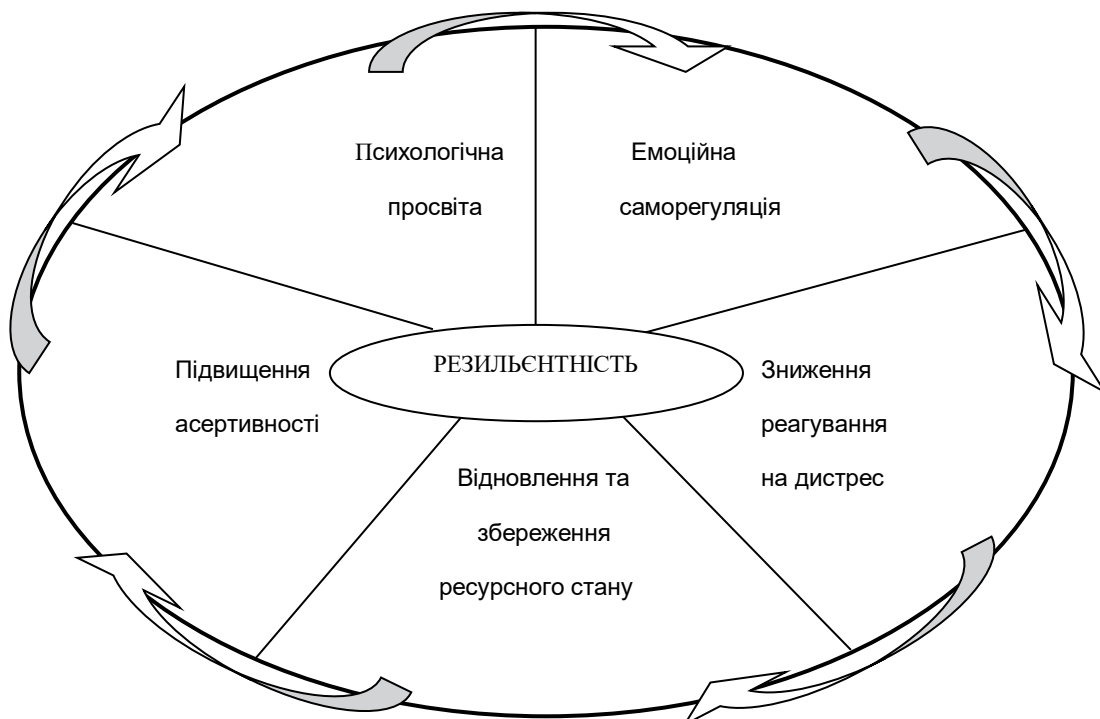 Психологічна
просвіта
Емоційна
саморегуляція
РЕЗИЛЬЄНТНІСТЬ
Підвищення
асертивності
Зниження
реагування
на дистрес
Відновлення та
збереження
ресурсного стану